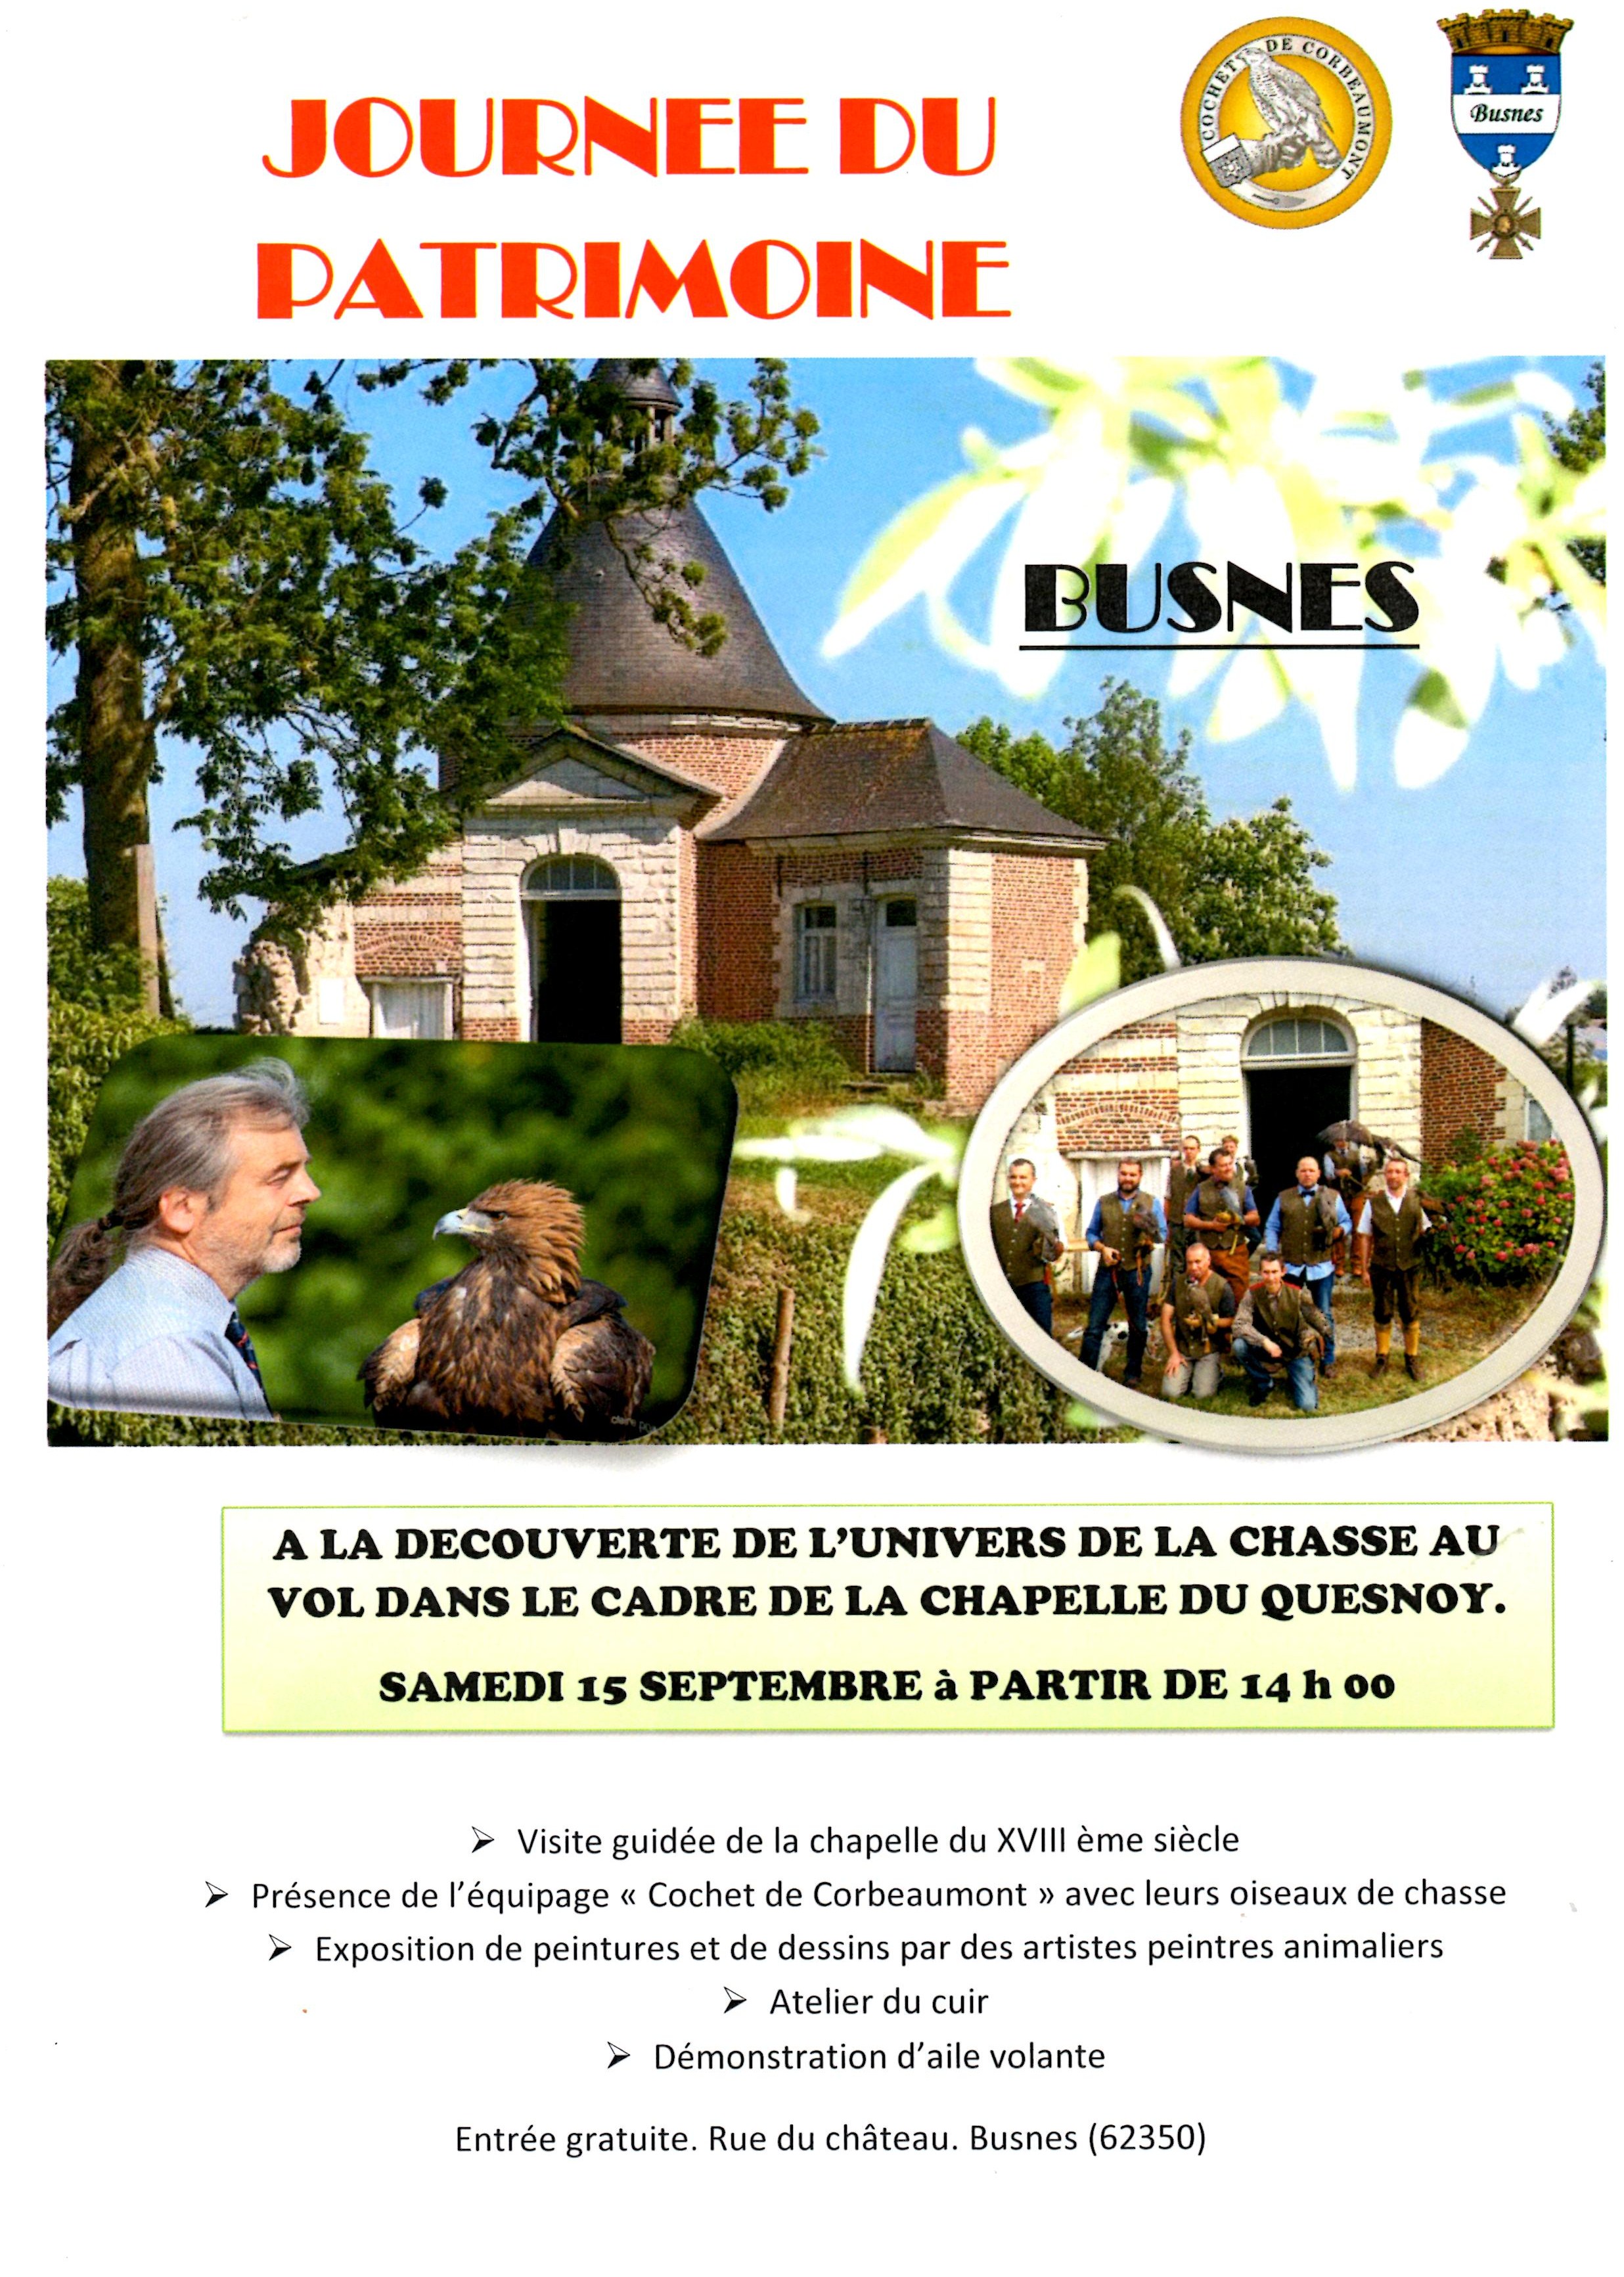 COCHET DE CORBEAUMONT
Busnes
JOURNEE DU
PATRIMOINE
BUSNES
A LA DECOUVERTE DE L'UNIVERS DE LA CHASSE AU
VOL DANS LE CADRE DE LA CHAPELLE DU QUESNOY.
SAMEDI 15 SEPTEMBRE à PARTIR DE 14 h 00
➢ Visite guidée de la chapelle du XVIII ème siècle
➢ Présence de l'équipage « Cochet de Corbeaumont » avec leurs oiseaux de chasse
➢ Exposition de peintures et de dessins par des artistes peintres animaliers
➢ Atelier du cuir
➢ Démonstration d'aile volante
Entrée gratuite. Rue du château. Busnes (62350)